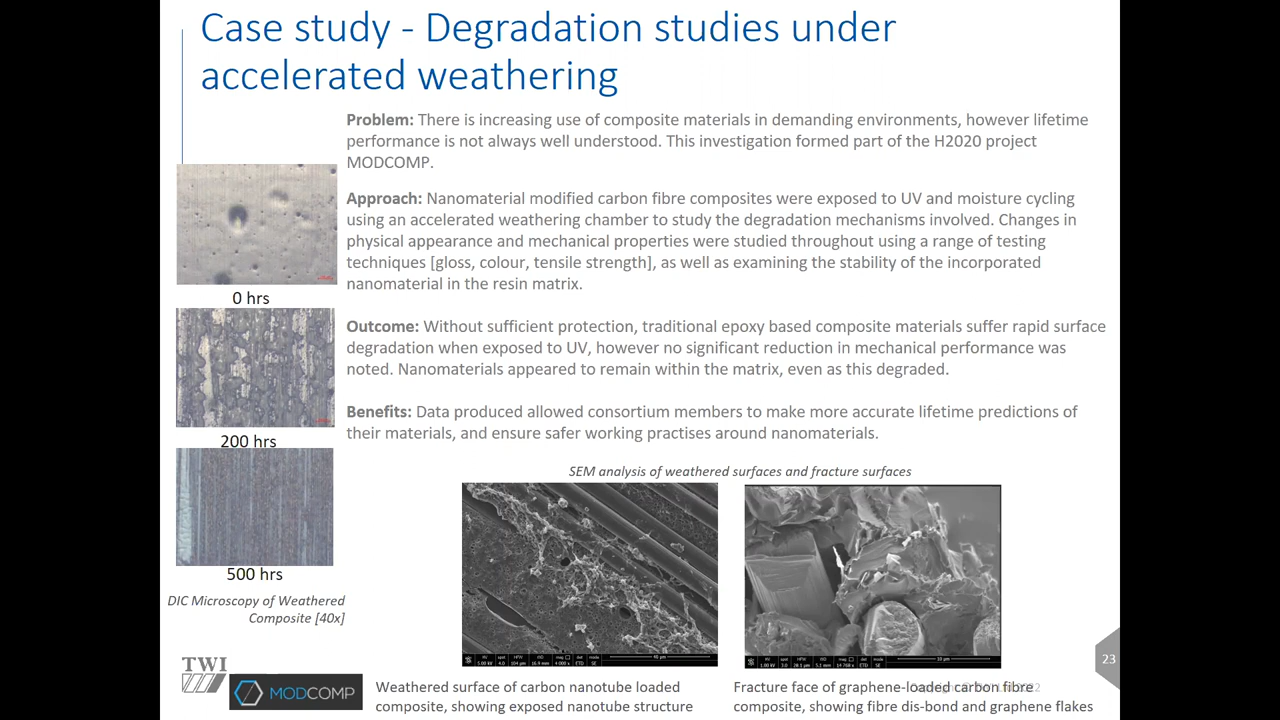 Case study - Degradation studies under
accelerated weathering
Problem: There is increasing use of composite materials in demanding environments, however lifetime
performance is not always well understood. This investigation formed part of the H2020 project
MODCOMP.
Approach: Nanomaterial modified carbon fibre composites were exposed to UV and moisture cycling
using an accelerated weathering chamber to study the degradation mechanisms involved. Changes in
physical appearance and mechanical properties were studied throughout using a range of testing
techniques [gloss, colour, tensile strength], as well as examining the stability of the incorporated
nanomaterial in the resin matrix.
Outcome: Without sufficient protection, traditional epoxy based composite materials suffer rapid surface
degradation when exposed to UV, however no significant reduction in mechanical performance was
noted. Nanomaterials appeared to remain within the matrix, even as this degraded.
Benefits: Data produced allowed consortium members to make more accurate lifetime predictions of
their materials, and ensure safer working practises around nanomaterials.
0 hrs
200 hrs
500 hrs
DIC Microscopy of Weathered
Composite [40x]
SEM analysis of weathered surfaces and fracture surfaces
Weathered surface of carbon nanotube loaded
composite, showing exposed nanotube structure
Fracture face of graphene-loaded carbon fibre
composite, showing fibre dis-bond and graphene flakes
TWI
MODCOMP
23